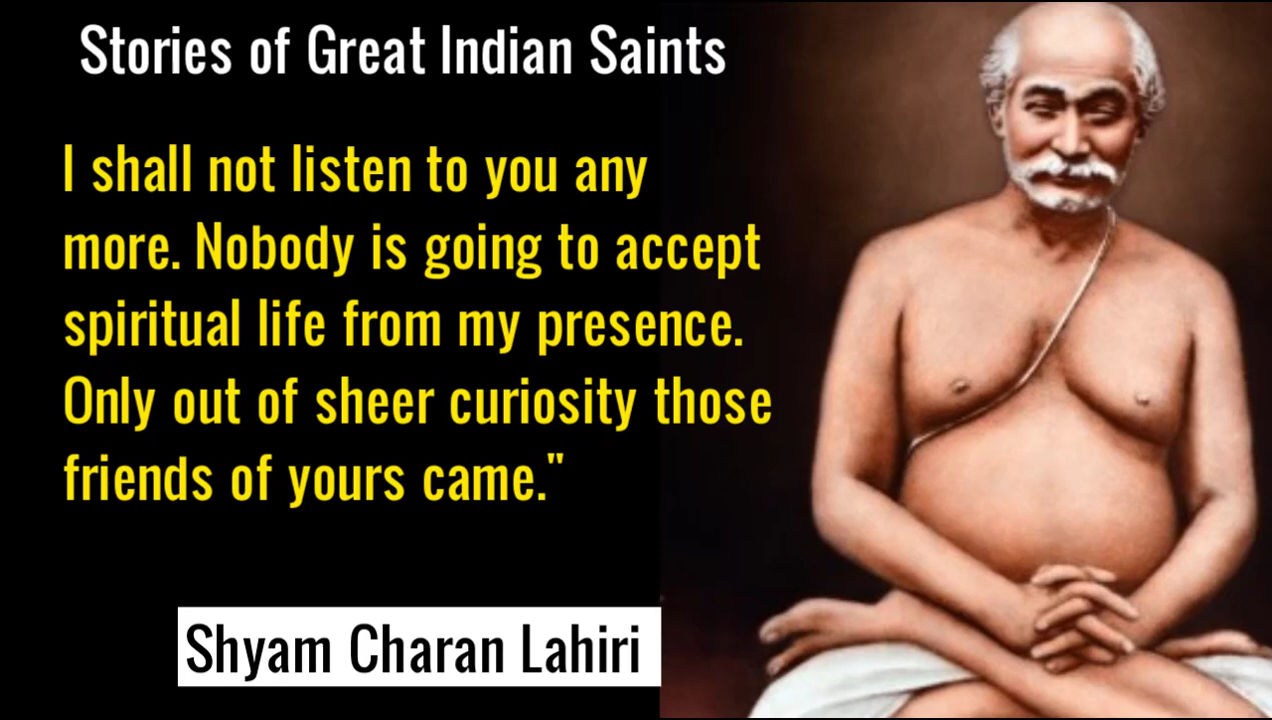 Stories of Great Indian Saints
I shall not listen to you any
more. Nobody is going to accept
spiritual life from my presence.
Only out of sheer curiosity those
friends of yours came."
Shyam Charan Lahiri